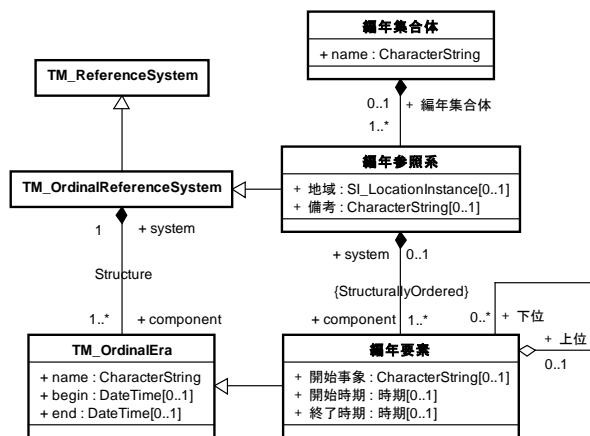 編年集合体
+ name : CharacterString
TM_ReferenceSystem
0..1
+ 編年集合体
1..*
編年参照系
+ 地域 : SI_LocationInstance[0..1]
+ 備考 : CharacterString[0..1]
TM_OrdinalReferenceSystem
1
+ system
+ system
0..1
Structure
{StructurallyOrdered}
1..*
+ component
+ component
1..*
0..*
+ 下位
TM_OrdinalEra
+ name : CharacterString
+ begin : DateTime[0..1]
+ end : DateTime[0..1]
編年要素
+ 開始事象 : CharacterString[0..1]
+ 開始時期 : 時期[0..1]
+ 終了時期 : 時期[0..1]
+ 上位
0..1